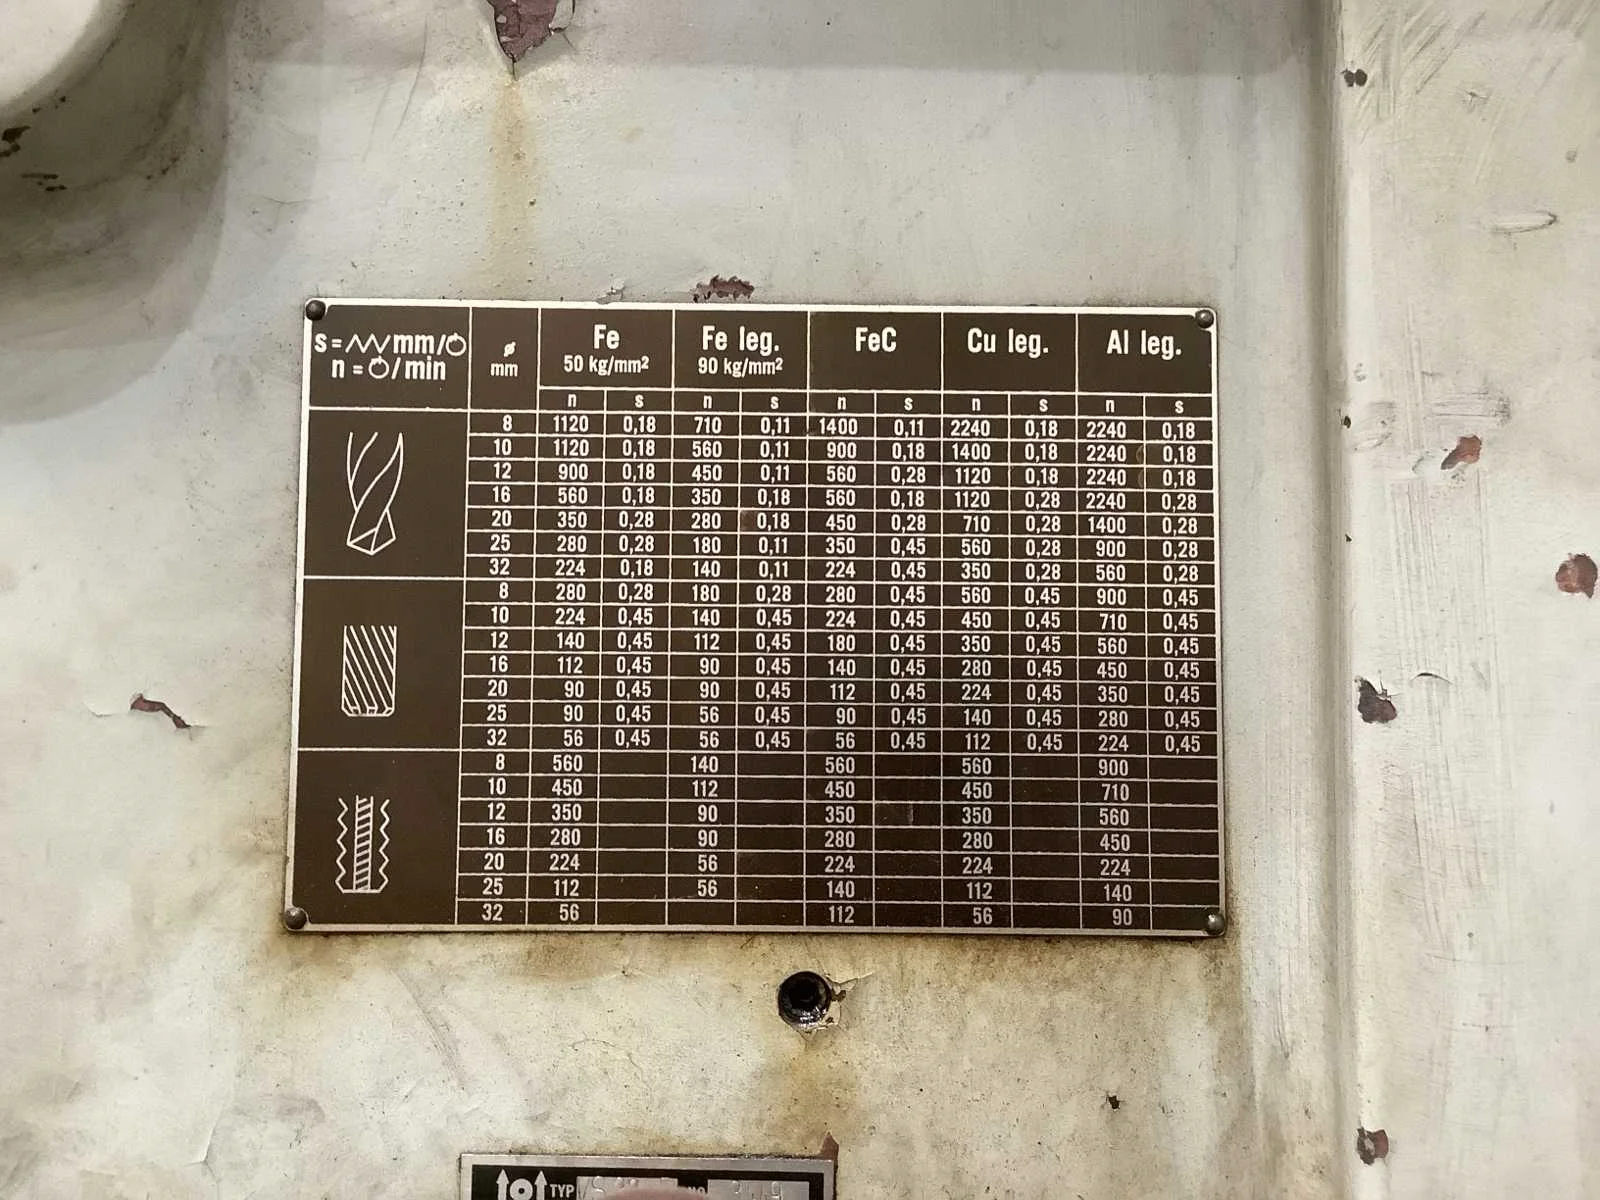 s = mm/
n = /min
ø mm
Fe 50 kg/mm²
Fe leg. 90 kg/mm²
FeC
Cu leg.
Al leg.
n s n s n s n s n s
8 1120 0,18 710 0,11 1400 0,11 2240 0,18 2240 0,18
10 1120 0,18 560 0,11 900 0,18 1400 0,18 2240 0,18
12 900 0,18 450 0,11 560 0,28 1120 0,18 2240 0,18
16 560 0,18 350 0,18 560 0,18 1120 0,28 2240 0,28
20 350 0,28 280 0,18 450 0,28 710 0,28 1400 0,28
25 280 0,28 180 0,11 350 0,45 560 0,28 900 0,28
32 224 0,18 140 0,11 224 0,45 350 0,28 560 0,28
8 280 0,28 180 0,28 280 0,45 560 0,45 900 0,45
10 224 0,45 140 0,45 224 0,45 450 0,45 710 0,45
12 140 0,45 112 0,45 180 0,45 350 0,45 560 0,45
16 112 0,45 90 0,45 140 0,45 280 0,45 450 0,45
20 90 0,45 90 0,45 112 0,45 224 0,45 350 0,45
25 90 0,45 56 0,45 90 0,45 140 0,45 280 0,45
32 56 0,45 56 0,45 56 0,45 112 0,45 224 0,45
8 560 140 560 560 900
10 450 112 450 450 710
12 350 90 350 350 560
16 280 90 280 280 450
20 224 56 224 224 224
25 112 56 140 112 140
32 56 112 56 90
TYP